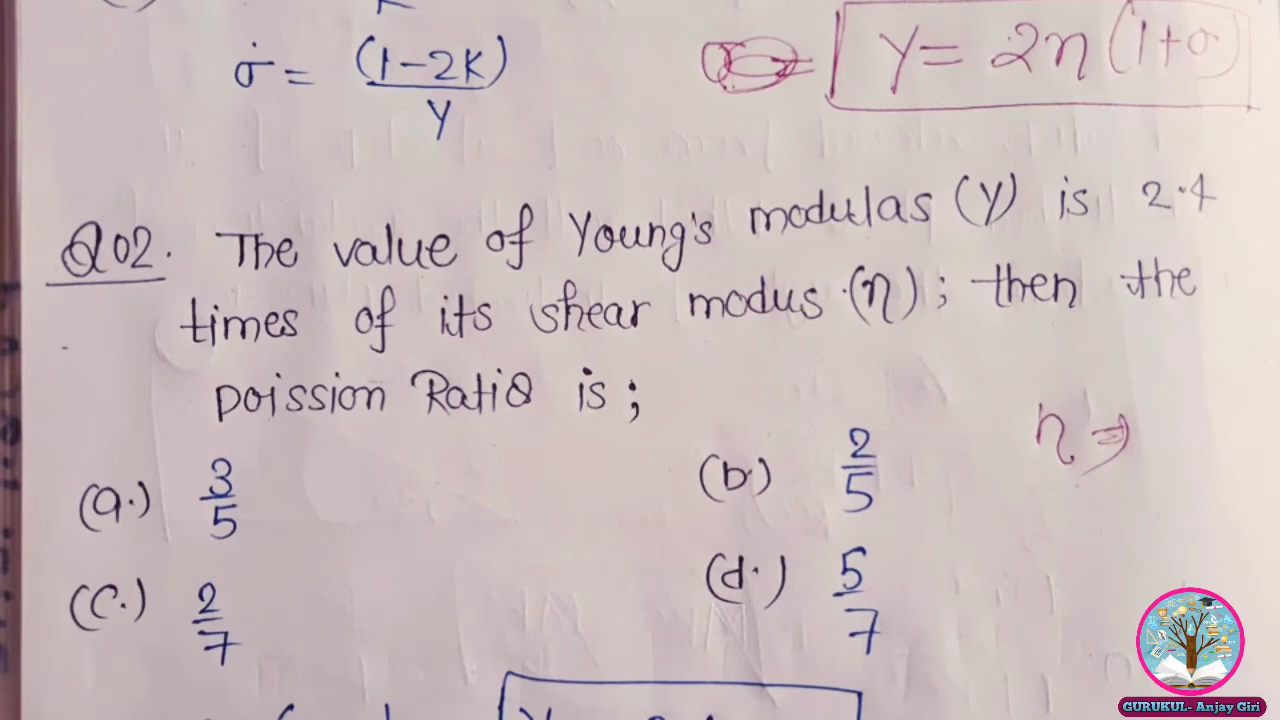 σ = (1-2K) / Y
Y = 2η (1+σ)
Q02. The value of Young's modulas (Y) is 2.4
times of its shear modus (η); then the
poission Ratio is;
(a.) 3/5
(b.) 2/5
η ⇒
(c.) 2/7
(d.) 5/7
GURUKUL- Anjay Giri